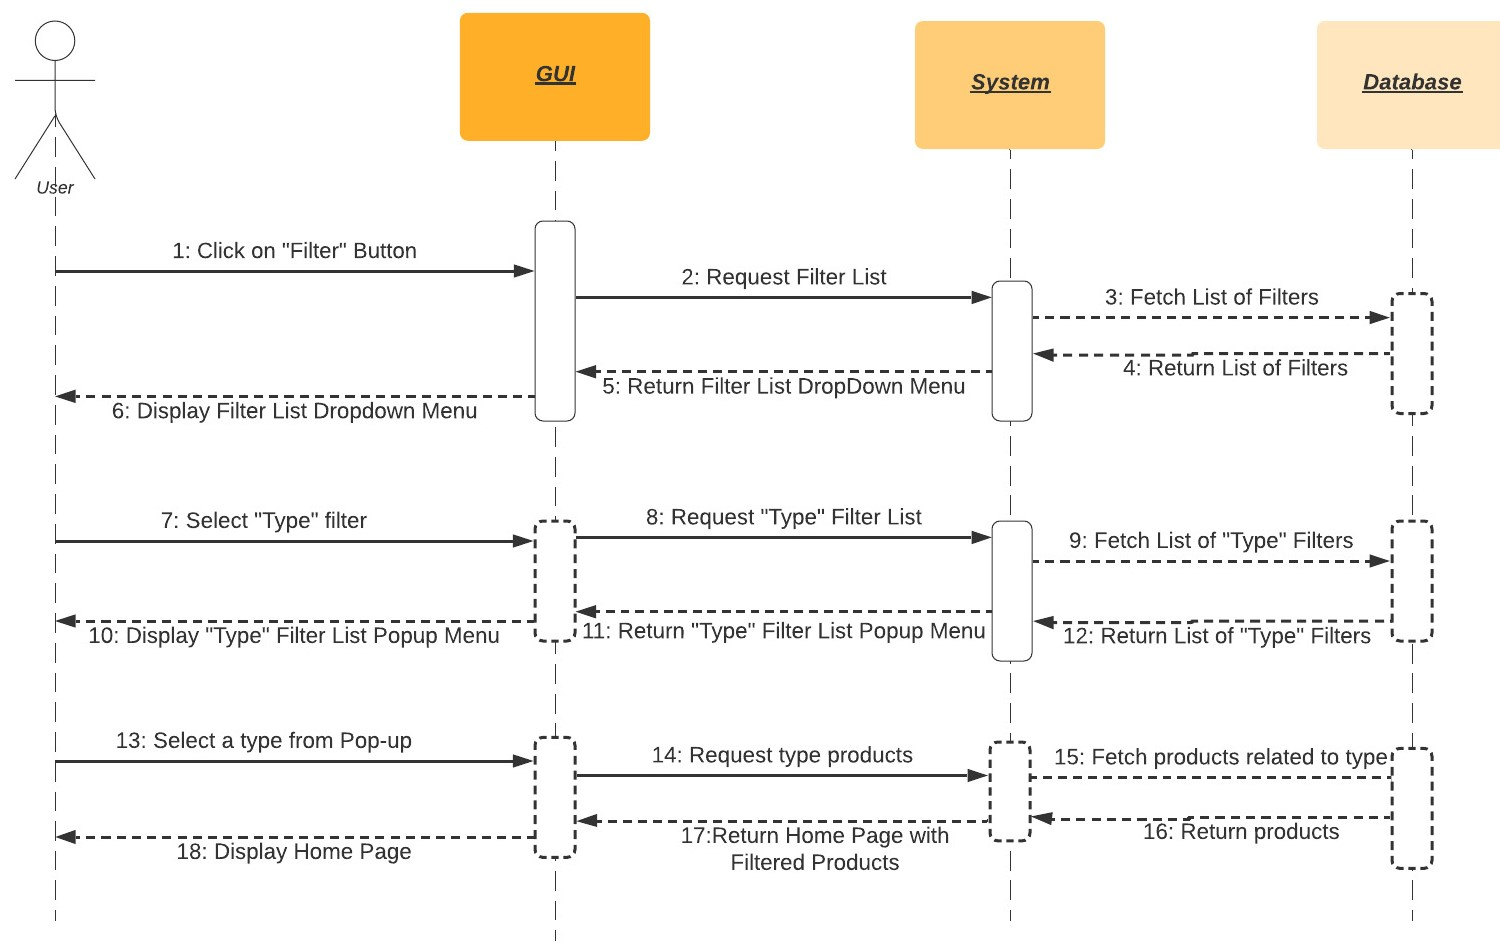 GUI
System
Database
User
1: Click on "Filter" Button
2: Request Filter List
3: Fetch List of Filters
4: Return List of Filters
5: Return Filter List DropDown Menu
6: Display Filter List Dropdown Menu
7: Select "Type" filter
8: Request "Type" Filter List
9: Fetch List of "Type" Filters
10: Display "Type" Filter List Popup Menu
11: Return "Type" Filter List Popup Menu
12: Return List of "Type" Filters
13: Select a type from Pop-up
14: Request type products
15: Fetch products related to type
16: Return products
17:Return Home Page with
Filtered Products
18: Display Home Page